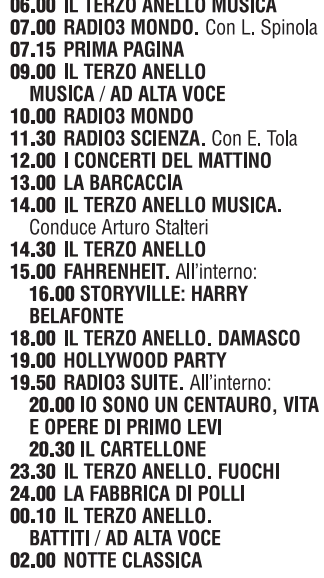 06.00 IL TERZO ANELLO MUSICA
07.00 RADIO3 MONDO. Con L. Spinola
07.15 PRIMA PAGINA
09.00 IL TERZO ANELLO
MUSICA / AD ALTA VOCE
10.00 RADIO3 MONDO
11.30 RADIO3 SCIENZA. Con E. Tola
12.00 I CONCERTI DEL MATTINO
13.00 LA BARCACCIA
14.00 IL TERZO ANELLO MUSICA.
Conduce Arturo Stalteri
14.30 IL TERZO ANELLO
15.00 FAHRENHEIT. All'interno:
16.00 STORYVILLE: HARRY
BELAFONTE
18.00 IL TERZO ANELLO. DAMASCO
19.00 HOLLYWOOD PARTY
19.50 RADIO3 SUITE. All'interno:
20.00 IO SONO UN CENTAURO, VITA
E OPERE DI PRIMO LEVI
20.30 IL CARTELLONE
23.30 IL TERZO ANELLO. FUOCHI
24.00 LA FABBRICA DI POLLI
00.10 IL TERZO ANELLO.
BATTITI / AD ALTA VOCE
02.00 NOTTE CLASSICA